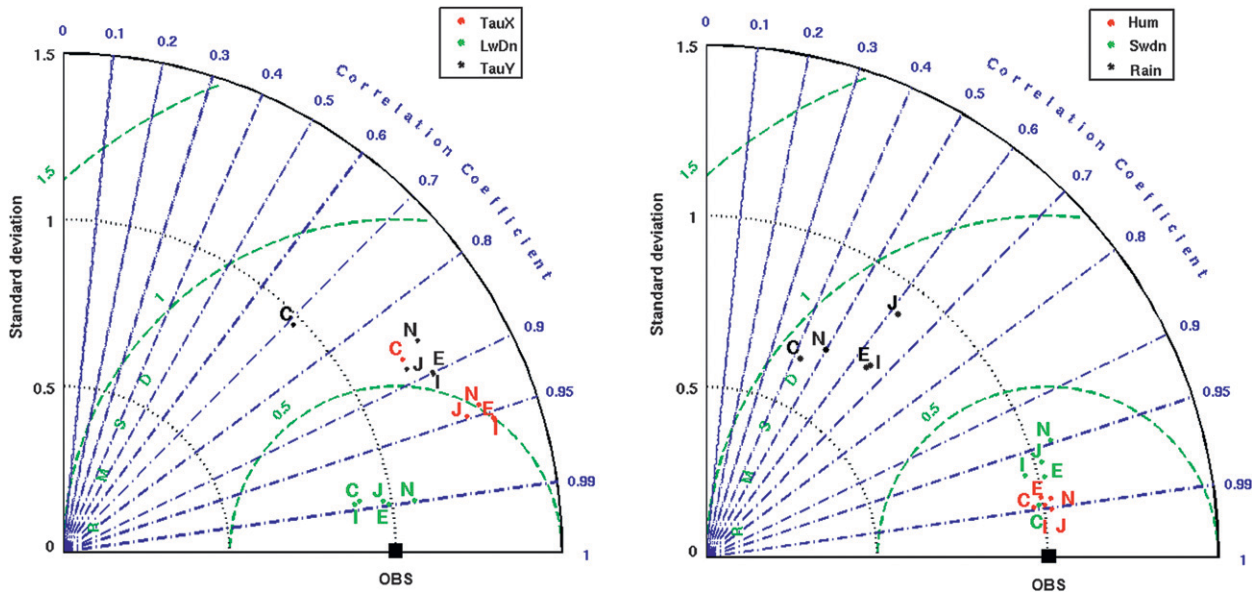 TauX
LwDn
TauY
0
0.1
0.2
0.3
0.4
0.5
0.6
0.7
0.8
0.9
0.95
0.99
1
Correlation Coefficient
Standard deviation
1.5
1
0.5
0
1.5
1
0.5
R M S D
C
N
C
J
E
I
N
J
E
I
C
J
N
I
E
OBS
Hum
Swdn
Rain
0
0.1
0.2
0.3
0.4
0.5
0.6
0.7
0.8
0.9
0.95
0.99
1
Correlation Coefficient
Standard deviation
1.5
1
0.5
0
1.5
1
0.5
R M S D
J
C
N
E
I
N
J
I
E
E
C
N
C
I
J
OBS